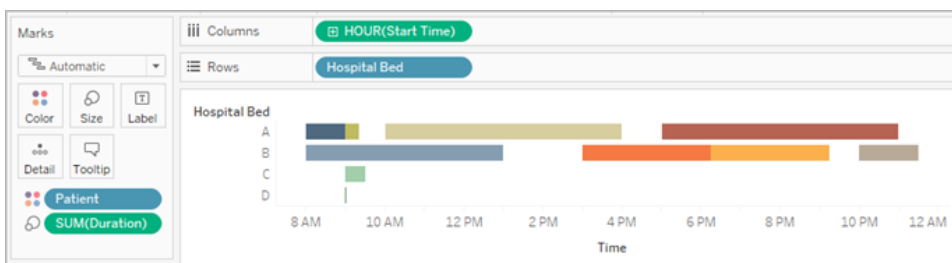 Marks
iii Columns
HOUR(Start Time)
Automatic
Rows
Hospital Bed
Color
Size
Label
Detail
Tooltip
Patient
SUM(Duration)
Hospital Bed
A
B
C
D
8 AM 10 AM 12 PM 2 PM 4 PM 6 PM 8 PM 10 PM 12 AM
Time